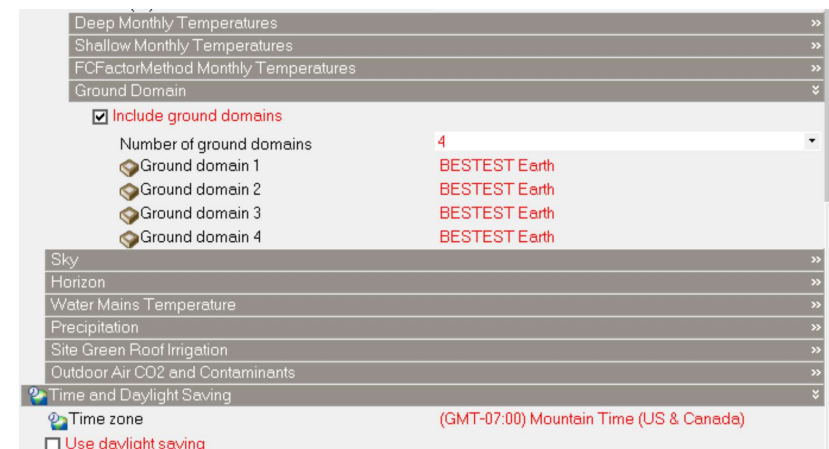 Deep Monthly Temperatures
Shallow Monthly Temperatures
FCFactorMethod Monthly Temperatures
Ground Domain
Include ground domains
Number of ground domains 4
Ground domain 1 BESTEST Earth
Ground domain 2 BESTEST Earth
Ground domain 3 BESTEST Earth
Ground domain 4 BESTEST Earth
Sky
Horizon
Water Mains Temperature
Precipitation
Site Green Roof Irrigation
Outdoor Air CO2 and Contaminants
Time and Daylight Saving
Time zone (GMT-07:00) Mountain Time (US & Canada)
Use daylight saving